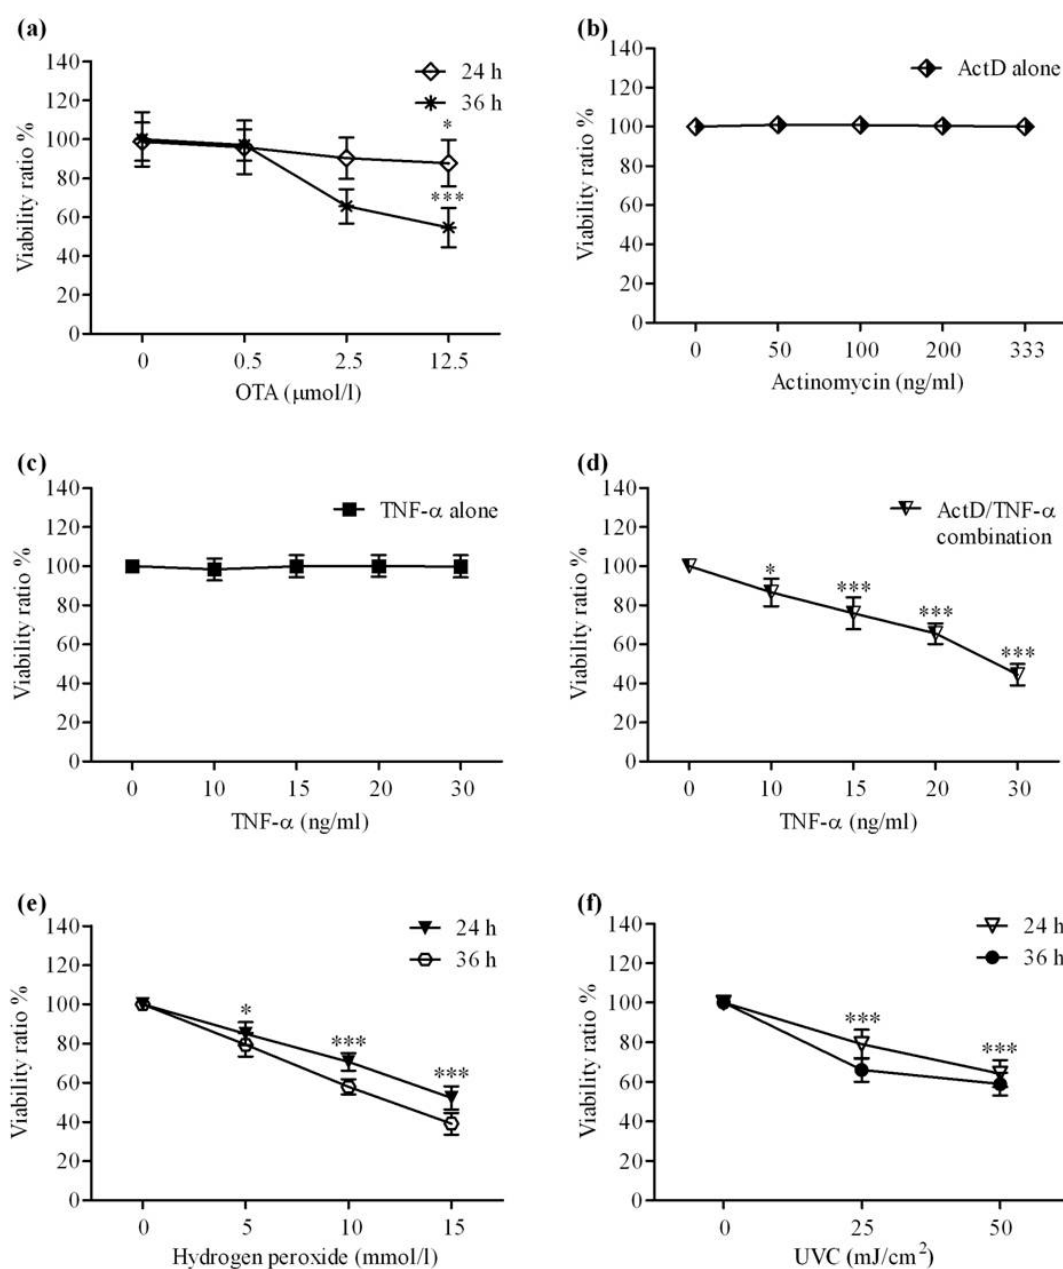 (a)
140
120
100
80
60
40
20
0
Viability ratio %
24 h
36 h
*
***
0 0.5 2.5 12.5
OTA (μmol/l)
(b)
140
120
100
80
60
40
20
0
Viability ratio %
ActD alone
0 50 100 200 333
Actinomycin (ng/ml)
(c)
140
120
100
80
60
40
20
0
Viability ratio %
TNF-α alone
0 10 15 20 30
TNF-α (ng/ml)
(d)
140
120
100
80
60
40
20
0
Viability ratio %
ActD/TNF-α
combination
*
***
***
***
0 10 15 20 30
TNF-α (ng/ml)
(e)
140
120
100
80
60
40
20
0
Viability ratio %
24 h
36 h
*
***
***
0 5 10 15
Hydrogen peroxide (mmol/l)
(f)
140
120
100
80
60
40
20
0
Viability ratio %
24 h
36 h
***
***
0 25 50
UVC (mJ/cm²)